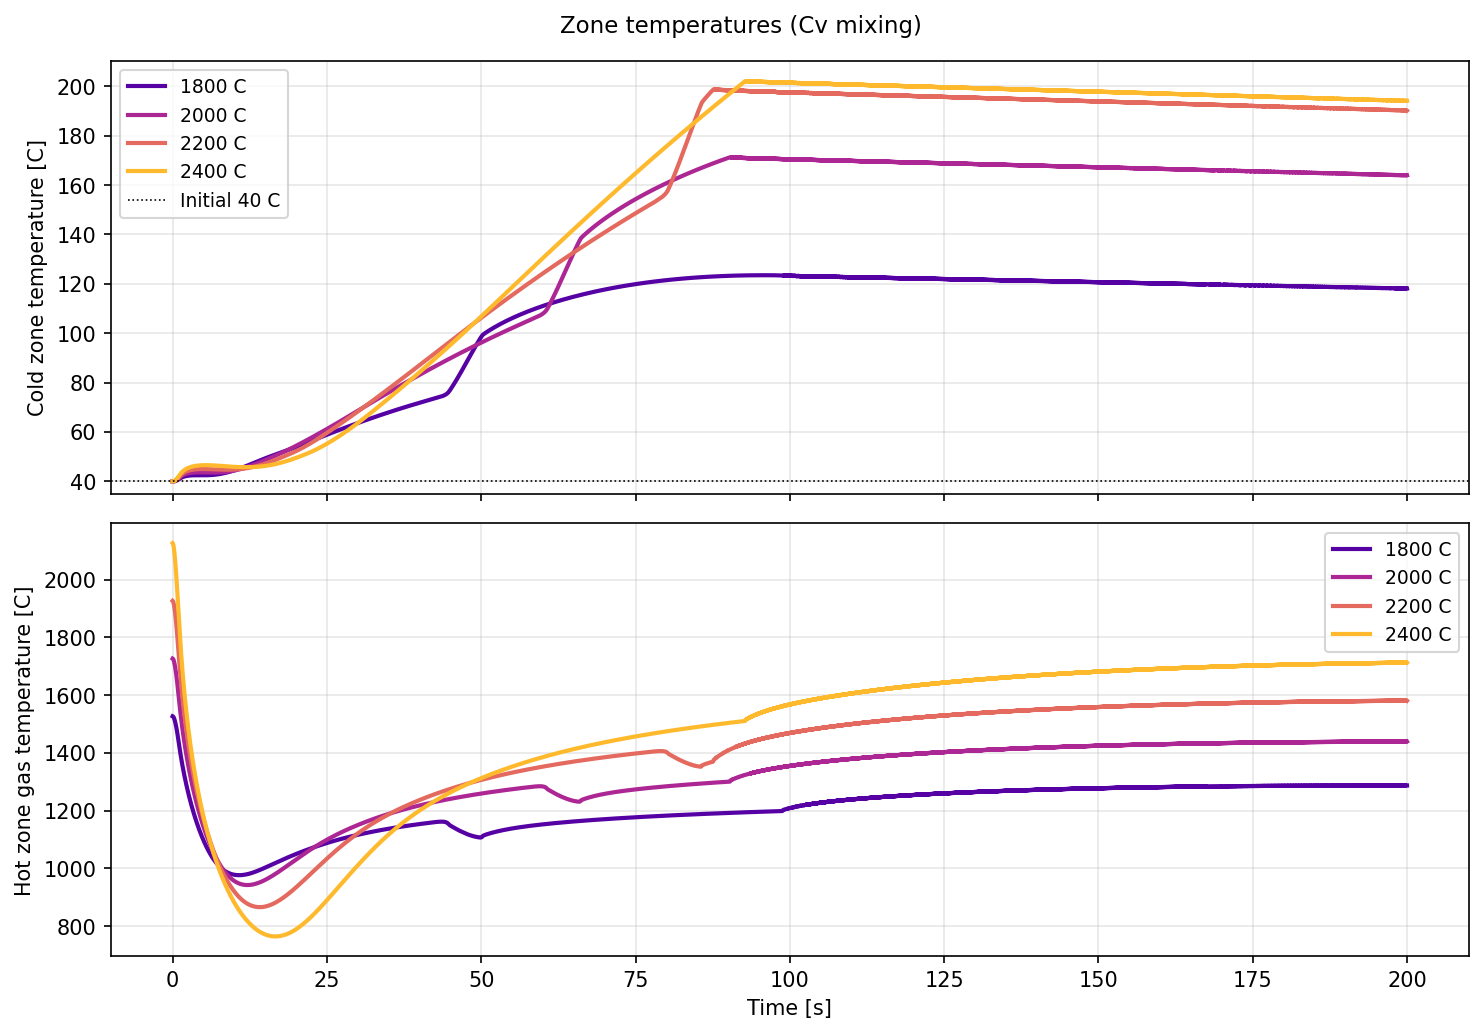 Zone temperatures (Cv mixing)
Cold zone temperature [C]
200
180
160
140
120
100
80
60
40
1800 C
2000 C
2200 C
2400 C
Initial 40 C
Hot zone gas temperature [C]
2000
1800
1600
1400
1200
1000
800
1800 C
2000 C
2200 C
2400 C
0
25
50
75
100
125
150
175
200
Time [s]